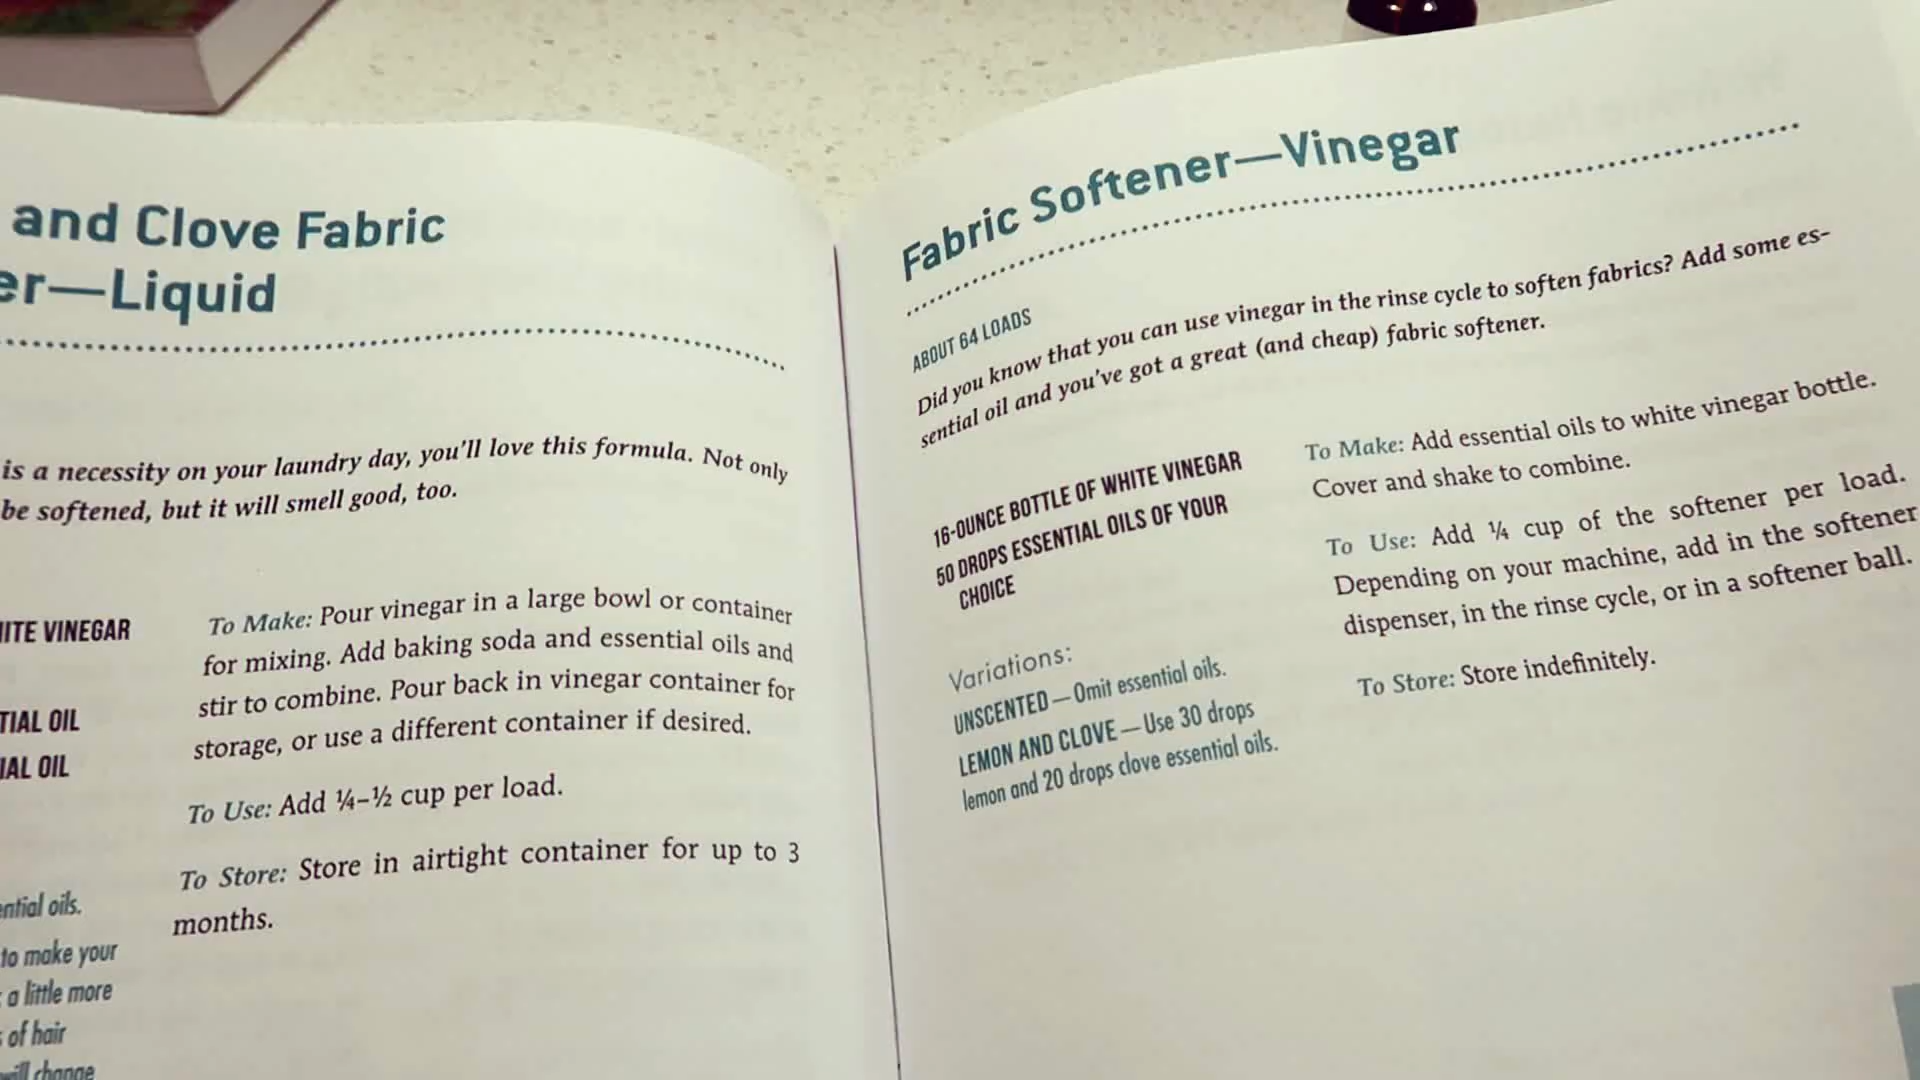 and Clove Fabric
er—Liquid
is a necessity on your laundry day, you'll love this formula. Not only
be softened, but it will smell good, too.
VINEGAR
OIL
OIL
To Make: Pour vinegar in a large bowl or container
for mixing. Add baking soda and essential oils and
stir to combine. Pour back in vinegar container for
storage, or use a different container if desired.
To Use: Add ¼–½ cup per load.
To Store: Store in airtight container for up to 3
months.
oils.
to make your
a little more
of hair
will change
Fabric Softener—Vinegar
ABOUT 64 LOADS
Did you know that you can use vinegar in the rinse cycle to soften fabrics? Add some es-
sential oil and you've got a great (and cheap) fabric softener.
16-OUNCE BOTTLE OF WHITE VINEGAR
50 DROPS ESSENTIAL OILS OF YOUR
CHOICE
Variations:
UNSCENTED—Omit essential oils.
LEMON AND CLOVE—Use 30 drops
lemon and 20 drops clove essential oils.
To Make: Add essential oils to white vinegar bottle.
Cover and shake to combine.
To Use: Add ¼ cup of the softener per load.
Depending on your machine, add in the softener
dispenser, in the rinse cycle, or in a softener ball.
To Store: Store indefinitely.